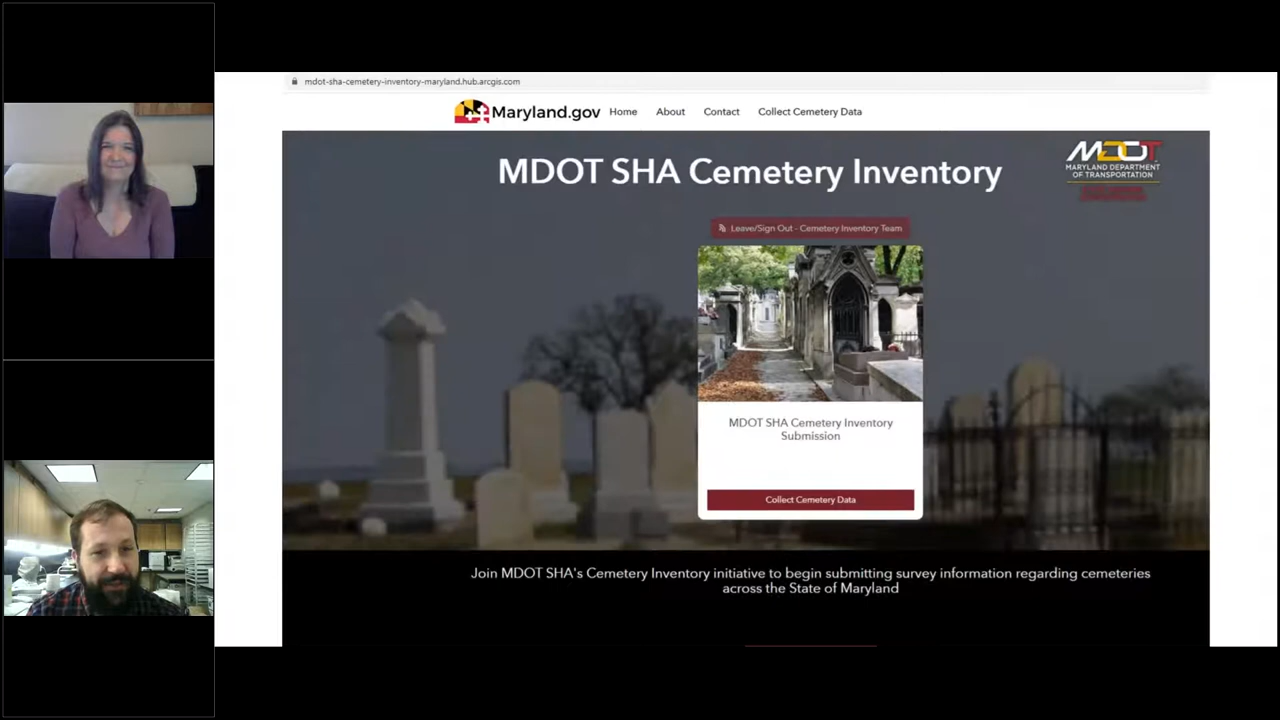 mdot-sha-cemetery-inventory-maryland.hub.arcgis.com
Maryland.gov Home About Contact Collect Cemetery Data
MDOT SHA Cemetery Inventory
MDOT
MARYLAND DEPARTMENT
OF TRANSPORTATION
Leave/Sign Out - Cemetery Inventory Team
MDOT SHA Cemetery Inventory
Submission
Collect Cemetery Data
Join MDOT SHA's Cemetery Inventory initiative to begin submitting survey information regarding cemeteries
across the State of Maryland